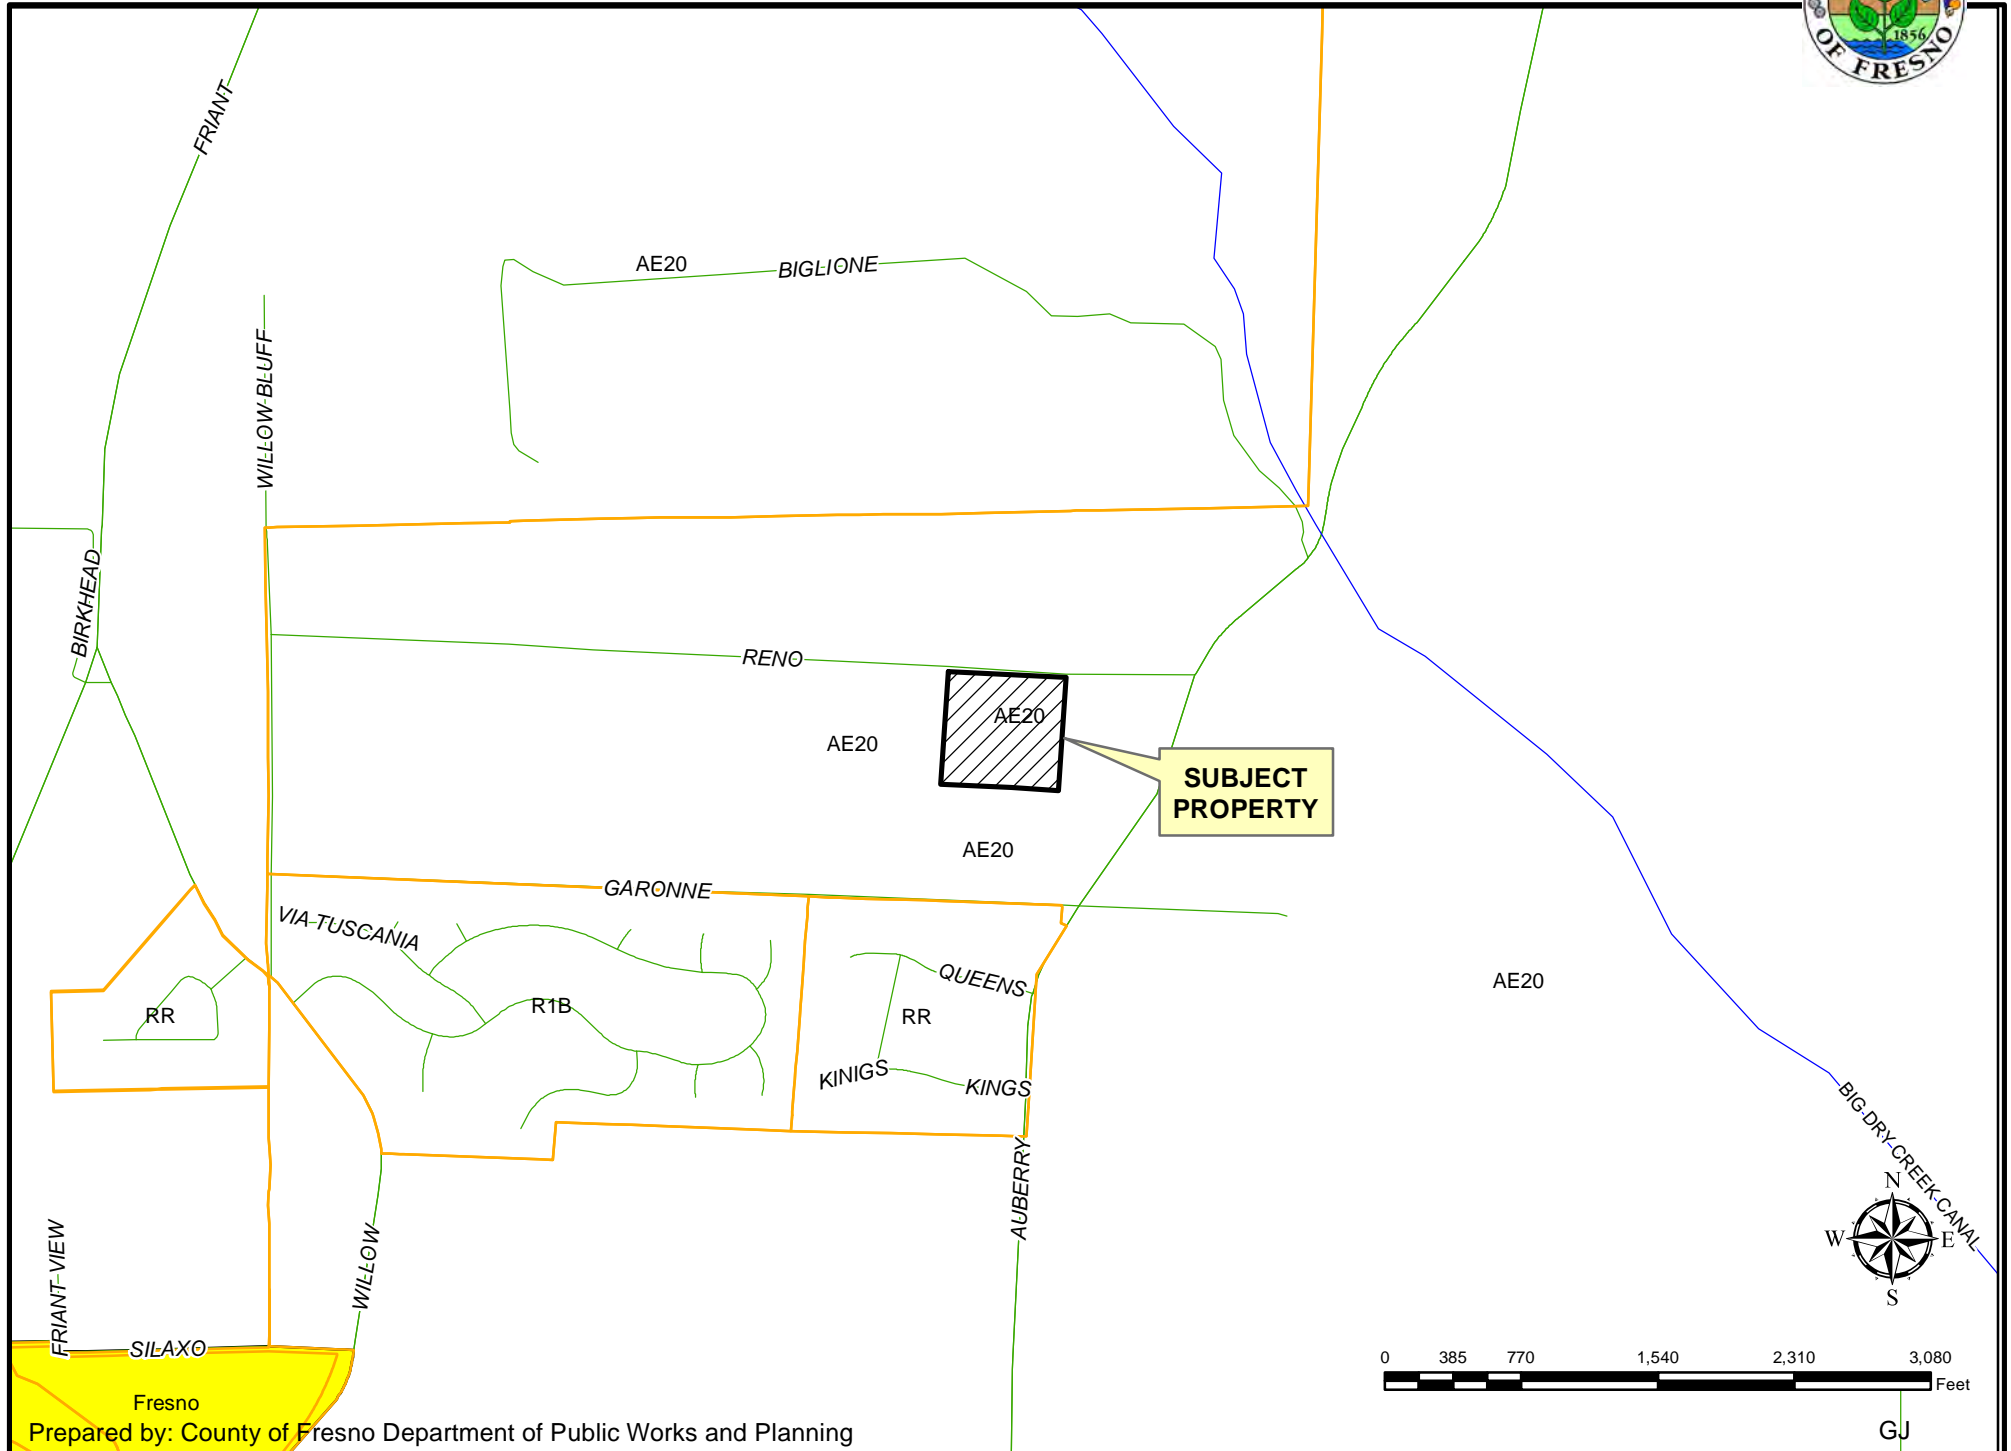 1856
OF FRESNO
FRIANT
AE20
BIGLIONE
WILLOW BLUFF
BIRKHEAD
RENO
AE20
AE20
SUBJECT
PROPERTY
AE20
GARONNE
VIA TUSCANIA
QUEENS
AE20
RR
R1B
RR
KINIGS
KINGS
BIG DRY CREEK CANAL
AUBERRY
N
W
E
S
FRIANT VIEW
WILLOW
SILAXO
0 385 770 1,540 2,310 3,080
Feet
Fresno
Prepared by: County of Fresno Department of Public Works and Planning
GJ